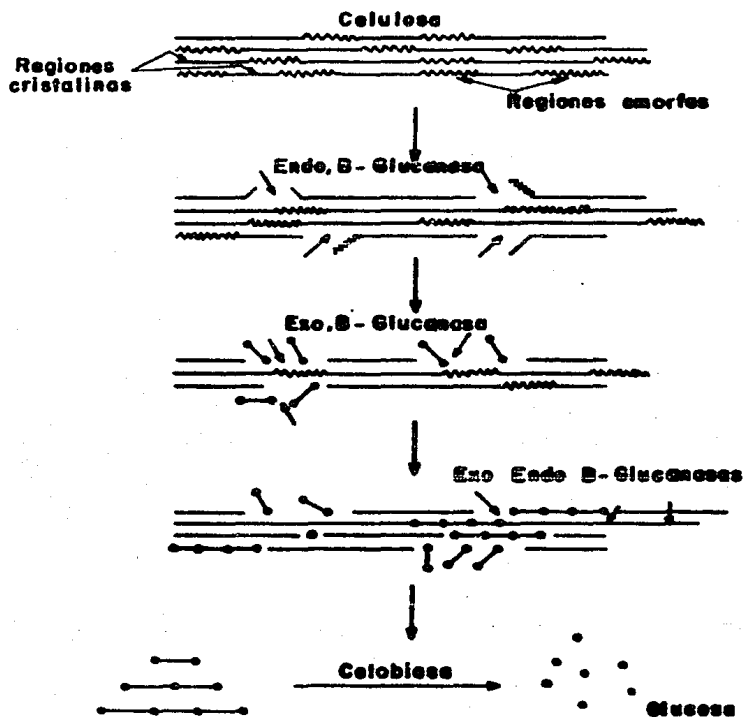 Celulosa
Regiones
cristalinas
Regiones amorfas
Endo, B - Glucanasa
Exo, B - Glucanasa
Exo Endo B - Glucanasas
Celobiasa
Glucosa